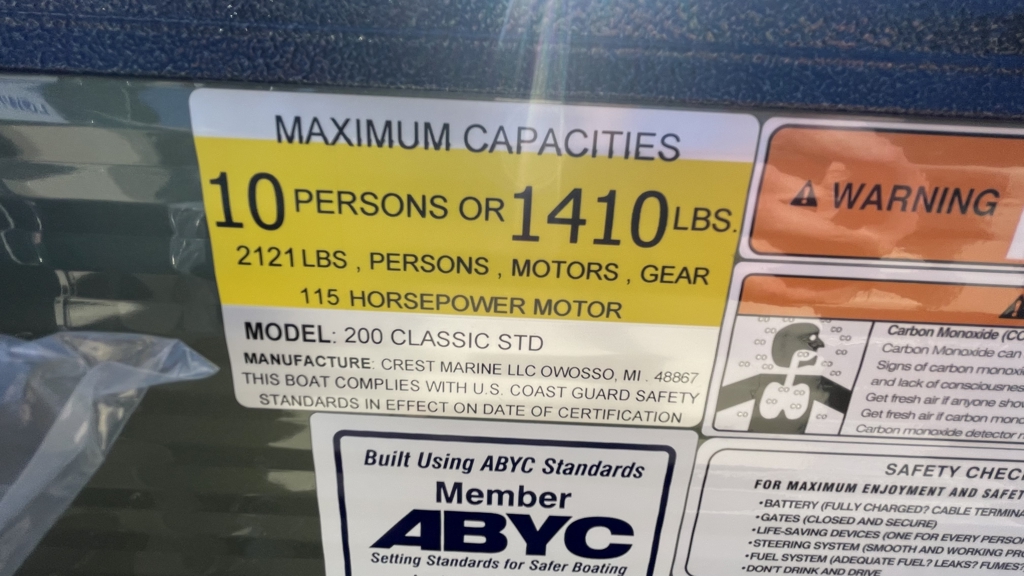 MAXIMUM CAPACITIES
10 PERSONS OR 1410 LBS.
2121 LBS , PERSONS , MOTORS , GEAR
115 HORSEPOWER MOTOR
MODEL: 200 CLASSIC STD
MANUFACTURE: CREST MARINE LLC OWOSSO, MI . 48867
THIS BOAT COMPLIES WITH U.S. COAST GUARD SAFETY
STANDARDS IN EFFECT ON DATE OF CERTIFICATION
Built Using ABYC Standards
Member
ABYC
Setting Standards for Safer Boating
WARNING
Carbon Monoxide (CO
Carbon Monoxide can
Signs of carbon
and lack of
Get fresh air if anyone
Get fresh air if carbon
Carbon monoxide detector
SAFETY
FOR MAXIMUM ENJOYMENT AND
•BATTERY (FULLY CHARGED? CABLE
•GATES (CLOSED AND SECURE)
•LIFE-SAVING DEVICES (ONE FOR EVERY
•STEERING SYSTEM (SMOOTH AND WORKING
•FUEL SYSTEM (ADEQUATE FUEL? LEAKS? FUMES?
•DON'T DRINK AND DRIVE